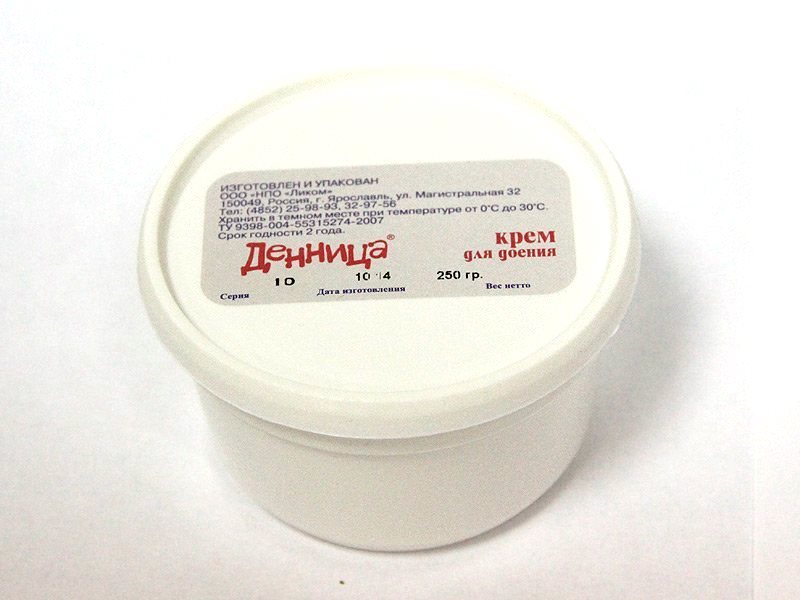 ИЗГОТОВЛЕН И УПАКОВАН
ООО «НПО «Ликом»
150049, Россия, г. Ярославль, ул. Магистральная 32
Тел: (4852) 25-98-93, 32-97-56
Хранить в темном месте при температуре от 0°С до 30°С.
ТУ 9398-004-55315274-2007
Срок годности 2 года.
Денница®
крем
для доения
10 10 14 250 гр.
Серия Дата изготовления Вес нетто